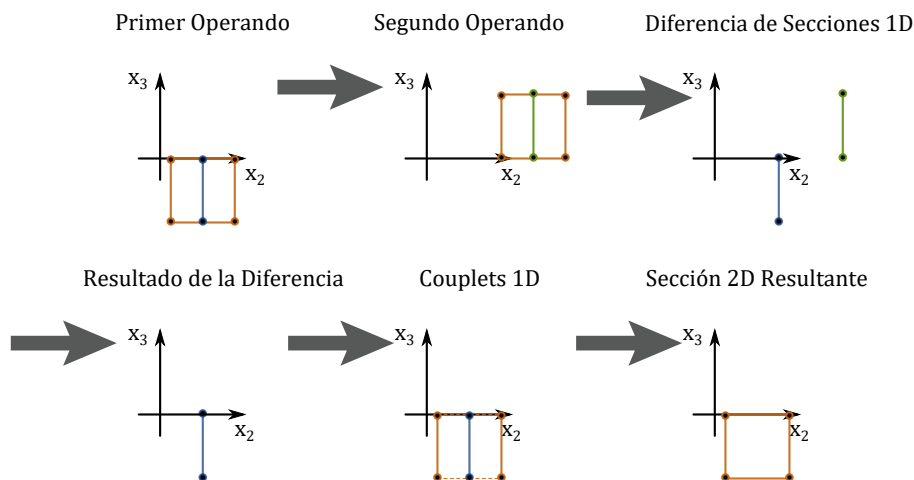 Primer Operando
Segundo Operando
Diferencia de Secciones 1D
x3
x2
x3
x2
x3
x2
Resultado de la Diferencia
Couplets 1D
Sección 2D Resultante
x3
x2
x3
x2
x3
x2